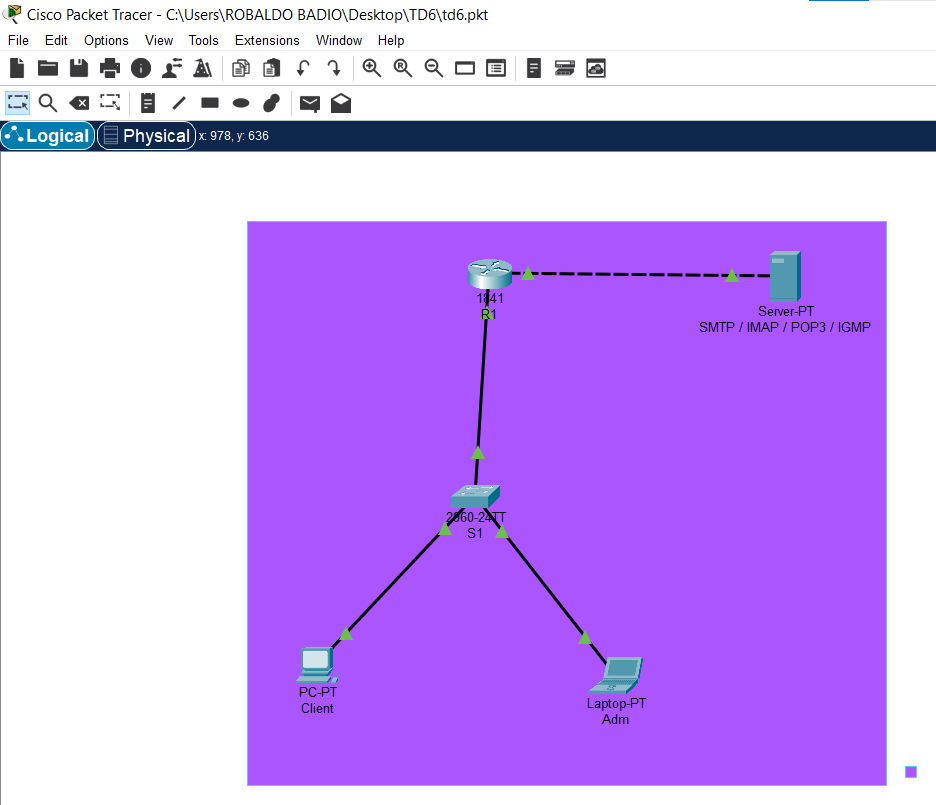 Cisco Packet Tracer - C:\Users\ROBALDO BADIO\Desktop\TD6\td6.pkt
File Edit Options View Tools Extensions Window Help
Logical Physical x: 978, y: 636
1841
R1
Server-PT
SMTP / IMAP / POP3 / IGMP
2960-24TT
S1
PC-PT
Client
Laptop-PT
Adm